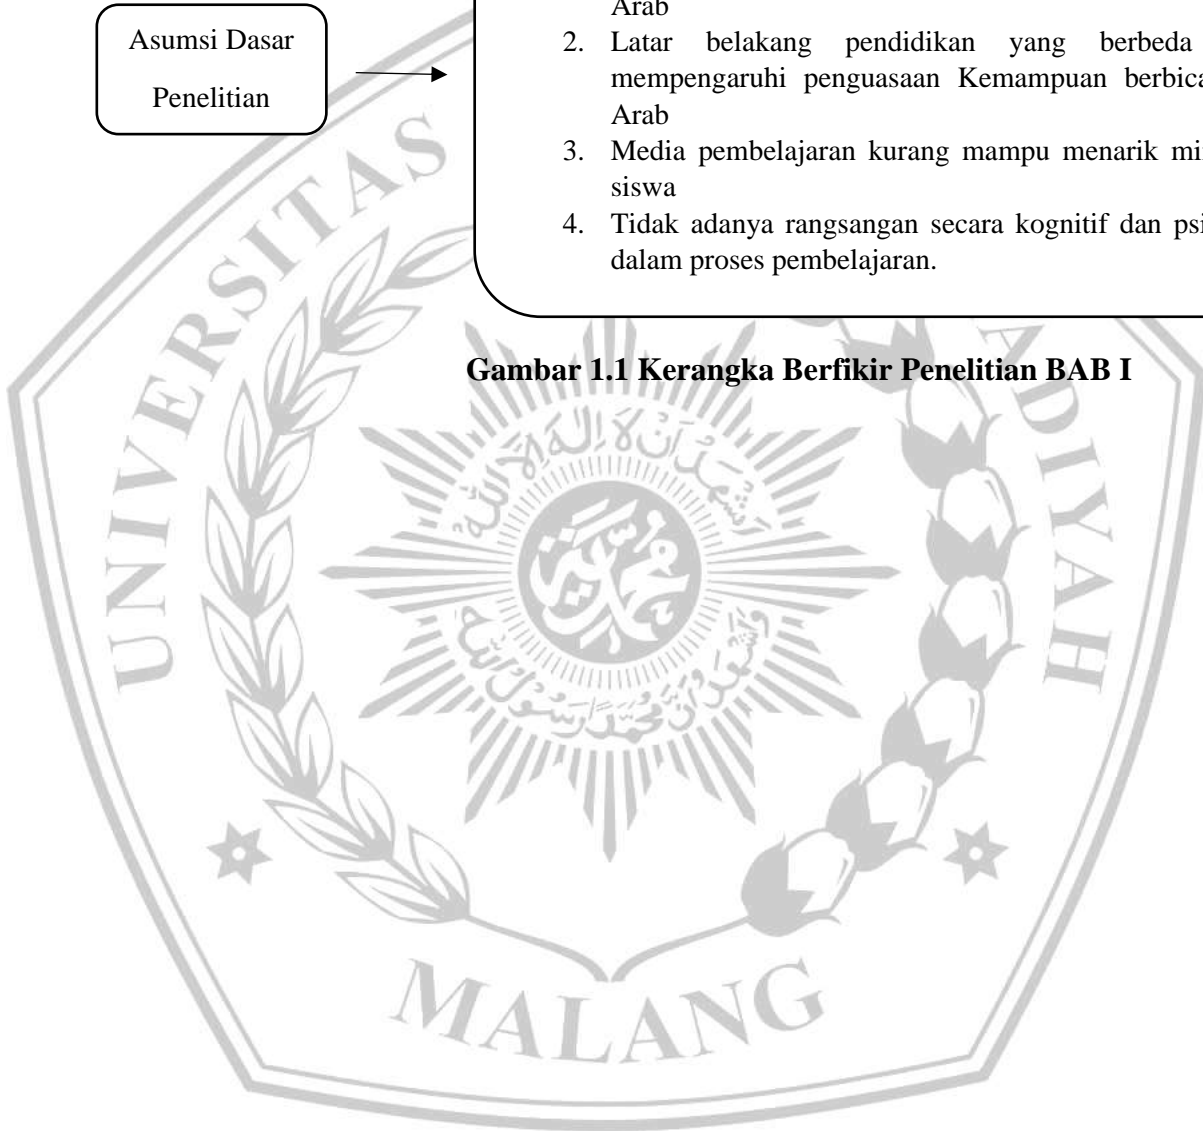 Arab
Asumsi Dasar
Penelitian
2. Latar belakang pendidikan yang berbeda
mempengaruhi penguasaan Kemampuan
Arab
3. Media pembelajaran kurang mampu menarik
siswa
4. Tidak adanya rangsangan secara kognitif dan
dalam proses pembelajaran.
Gambar 1.1 Kerangka Berfikir Penelitian BAB I
UNIVERSITAS
MALANG